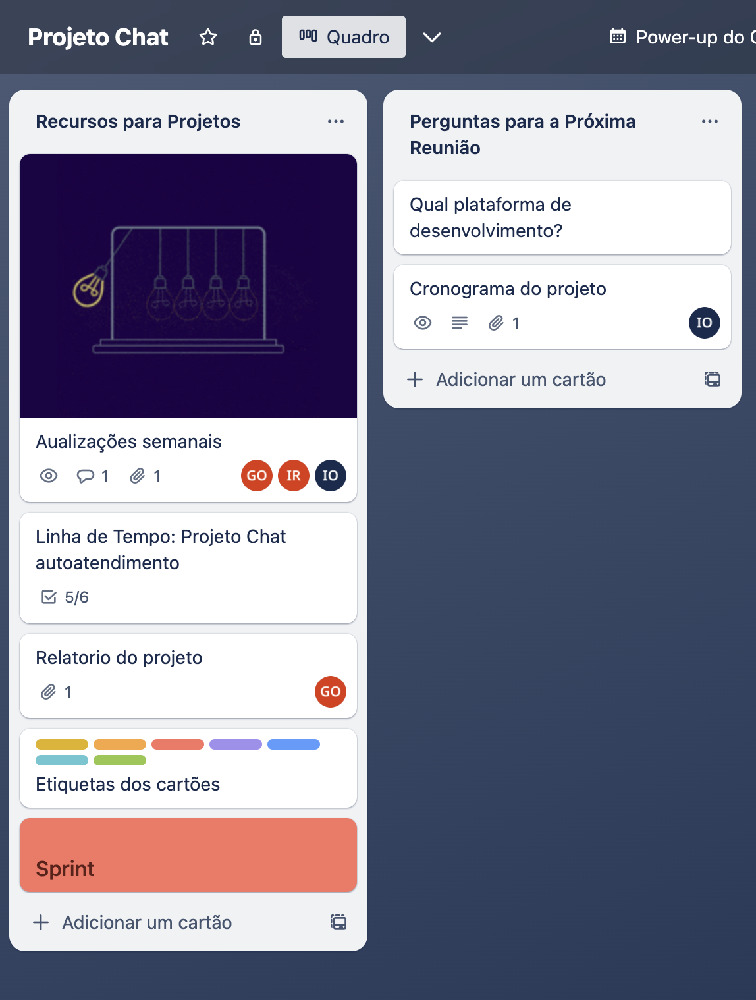 Projeto Chat
Quadro
Power-up do
Recursos para Projetos
Aualizações semanais
1
1
GO
IR
IO
Linha de Tempo: Projeto Chat
autoatendimento
5/6
Relatorio do projeto
1
GO
Etiquetas dos cartões
Sprint
Adicionar um cartão
Perguntas para a Próxima
Reunião
Qual plataforma de
desenvolvimento?
Cronograma do projeto
1
IO
Adicionar um cartão